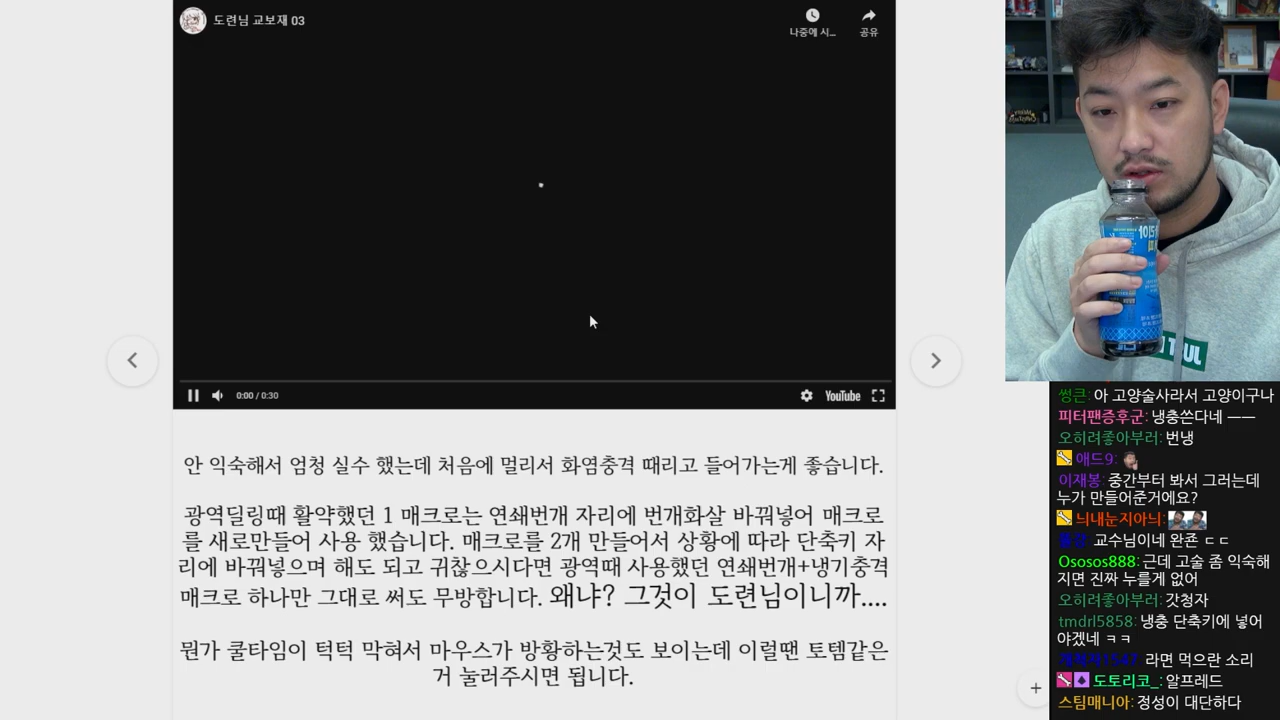 도련님 교보재 03
나중에 시...
공유
0:00 / 0:30
YouTube
안 익숙해서 엄청 실수 했는데 처음에 멀리서 화염충격 때리고 들어가는게 좋습니다.
광역딜링때 활약했던 1 매크로는 연쇄번개 자리에 번개화살 바꿔넣어 매크로
를 새로만들어 사용 했습니다. 매크로를 2개 만들어서 상황에 따라 단축키 자
리에 바꿔넣으며 해도 되고 귀찮으시다면 광역때 사용했던 연쇄번개+냉기충격
매크로 하나만 그대로 써도 무방합니다. 왜냐? 그것이 도련님이니까....
뭔가 쿨타임이 턱턱 막혀서 마우스가 방황하는것도 보이는데 이럴땐 토템같은
거 눌러주시면 됩니다.
썽큰: 아 고양술사라서 고양이구나
피터팬증후군: 냉충쓴다네 ㅡㅡ
오히려좋아부러: 번냉
애드9:
이재봉: 중간부터 봐서 그러는데
누가 만들어준거에요?
늬내눈지아늬:
교수님이네 완죤 ㄷㄷ
Ososos888: 근데 고술 좀 익숙해
지면 진짜 누를게 없어
오히려좋아부러: 갓청자
tmdrl5858: 냉충 단축키에 넣어
야겠네 ㅋㅋ
라면 먹으란 소리
도토리코_: 알프레드
스팀매니아: 정성이 대단하다